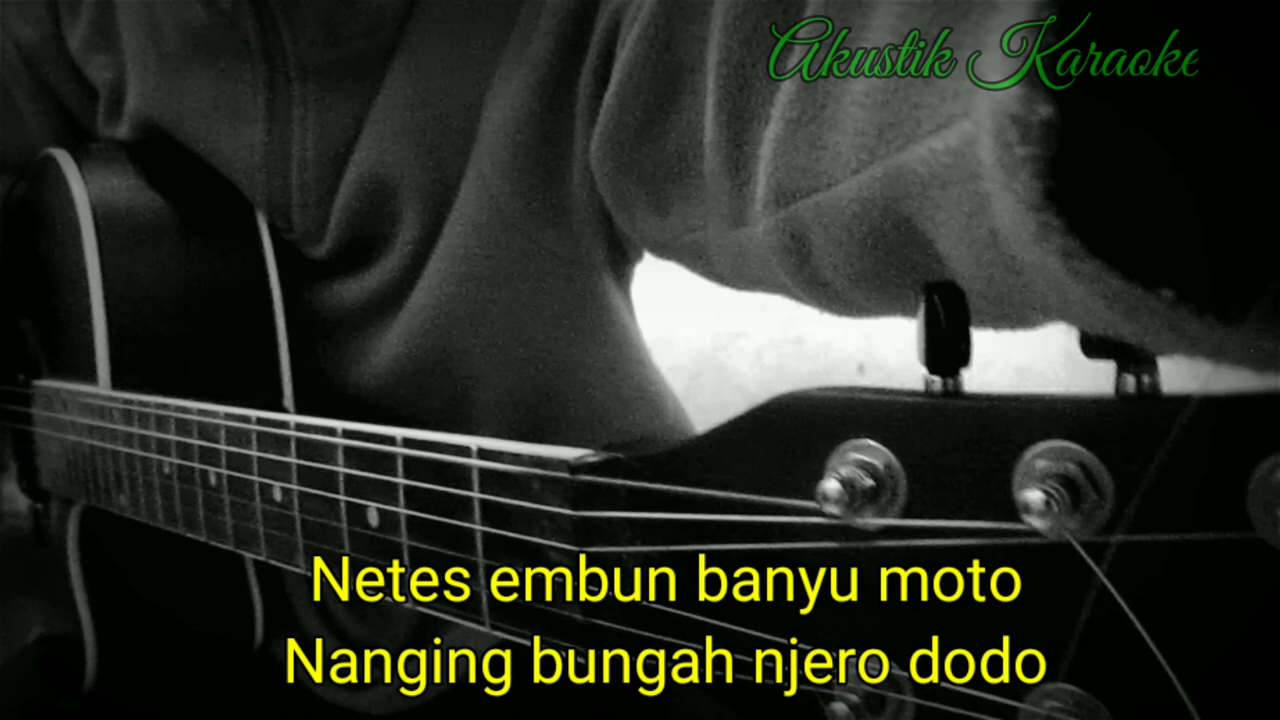 Akustik Karaoke
Netes embun banyu moto
Nanging bungah njero dodo